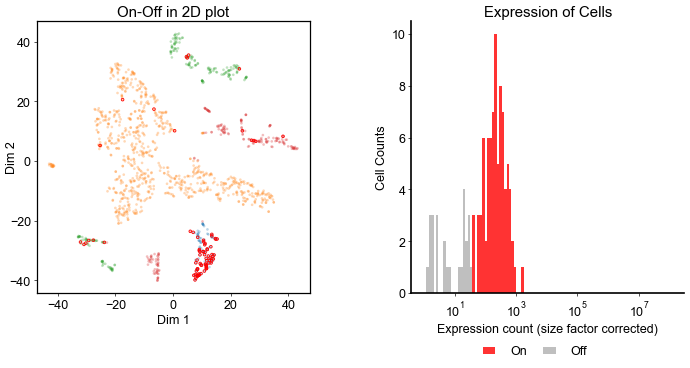 On-Off in 2D plot
Dim 2
40
20
0
−20
−40
−40 −20 0 20 40
Dim 1
Expression of Cells
Cell Counts
10
8
6
4
2
0
10^1 10^3 10^5 10^7
Expression count (size factor corrected)
On Off